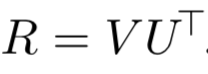 R = VU^⊤.